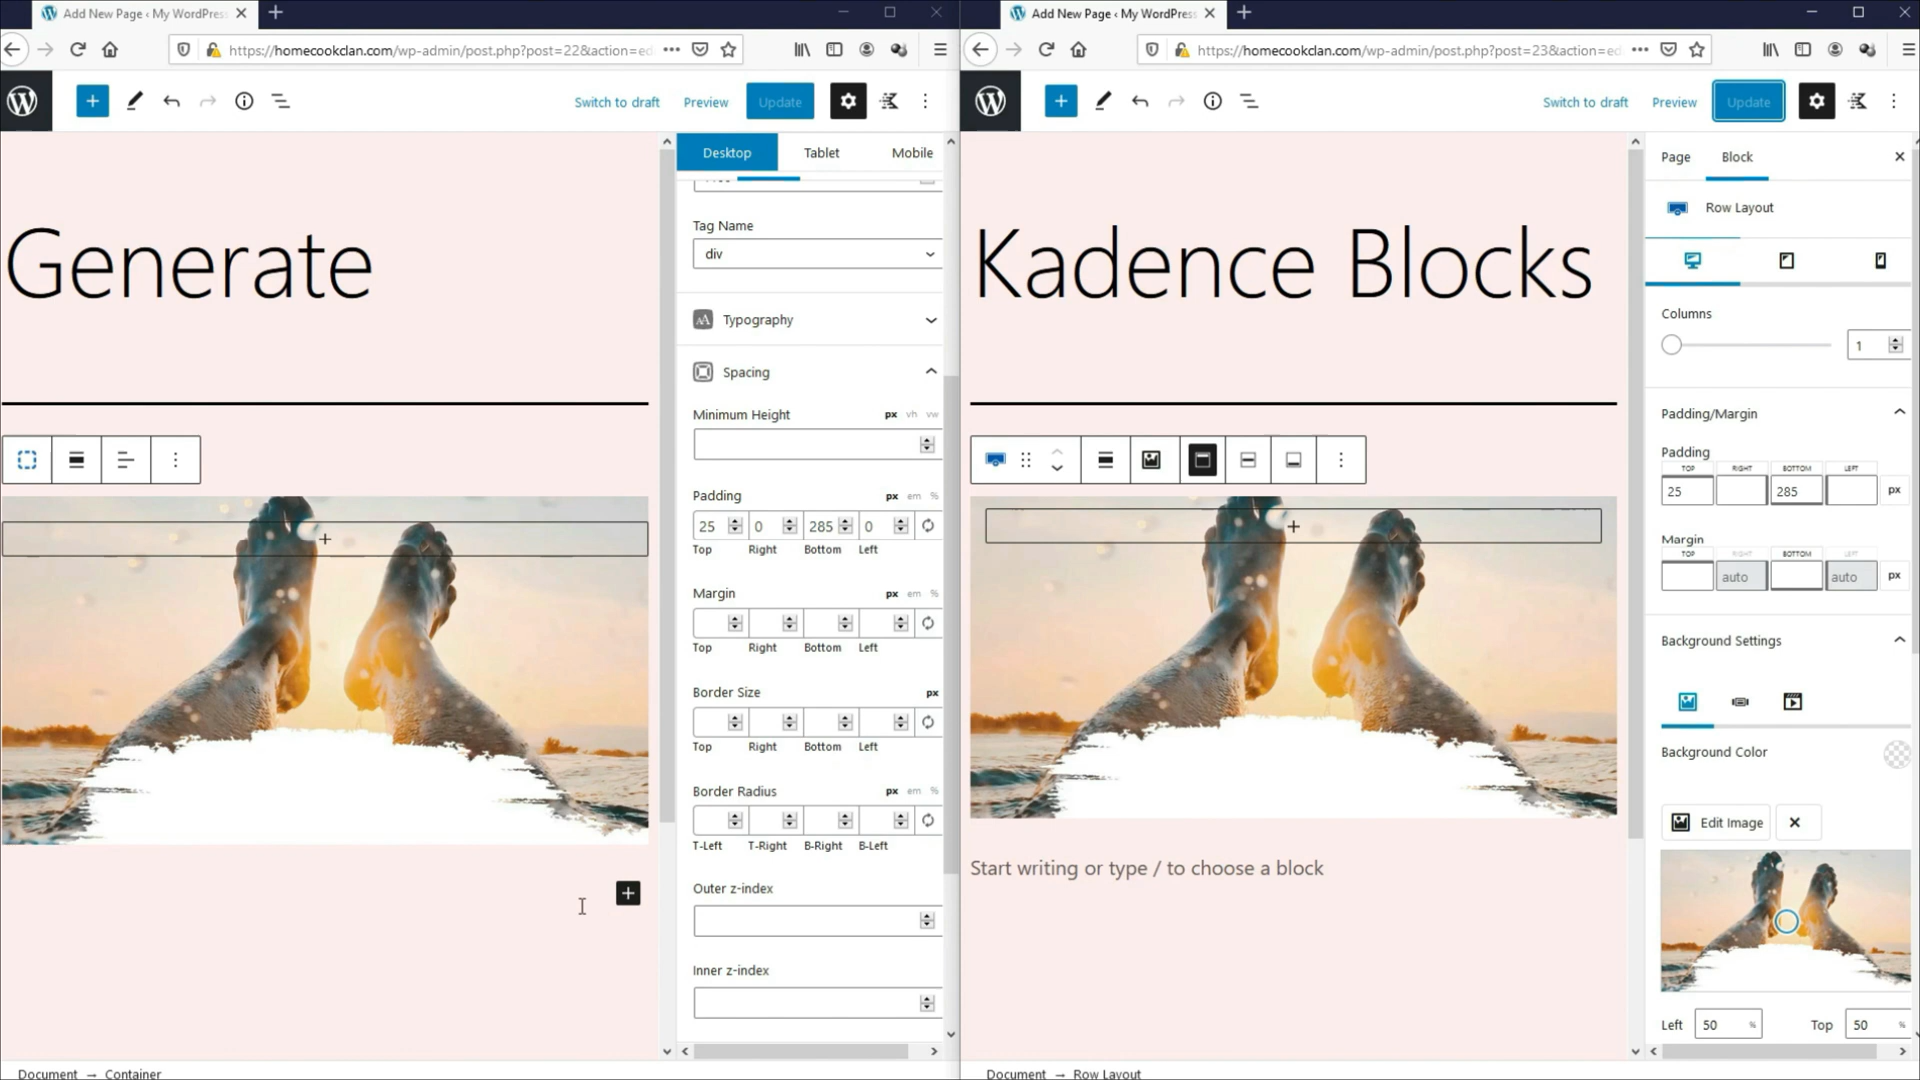 Add New Page ‹ My WordPress
https://homecookclan.com/wp-admin/post.php?post=22&action=ed
Switch to draft
Preview
Update
Generate
Desktop
Tablet
Mobile
Tag Name
div
Typography
Spacing
Minimum Height
px vh vw
Padding
px em %
25 0 285 0
Top Right Bottom Left
Margin
px em %
Top Right Bottom Left
Border Size
px
Top Right Bottom Left
Border Radius
px em %
T-Left T-Right B-Right B-Left
Outer z-index
Inner z-index
Document → Container
Add New Page ‹ My WordPress
https://homecookclan.com/wp-admin/post.php?post=23&action=ed
Switch to draft
Preview
Update
Kadence Blocks
Start writing or type / to choose a block
Page
Block
Row Layout
Columns
1
Padding/Margin
Padding
TOP RIGHT BOTTOM LEFT
25 285 px
Margin
TOP RIGHT BOTTOM LEFT
auto auto px
Background Settings
Background Color
Edit Image
Left 50 % Top 50 %
Document → Row Layout